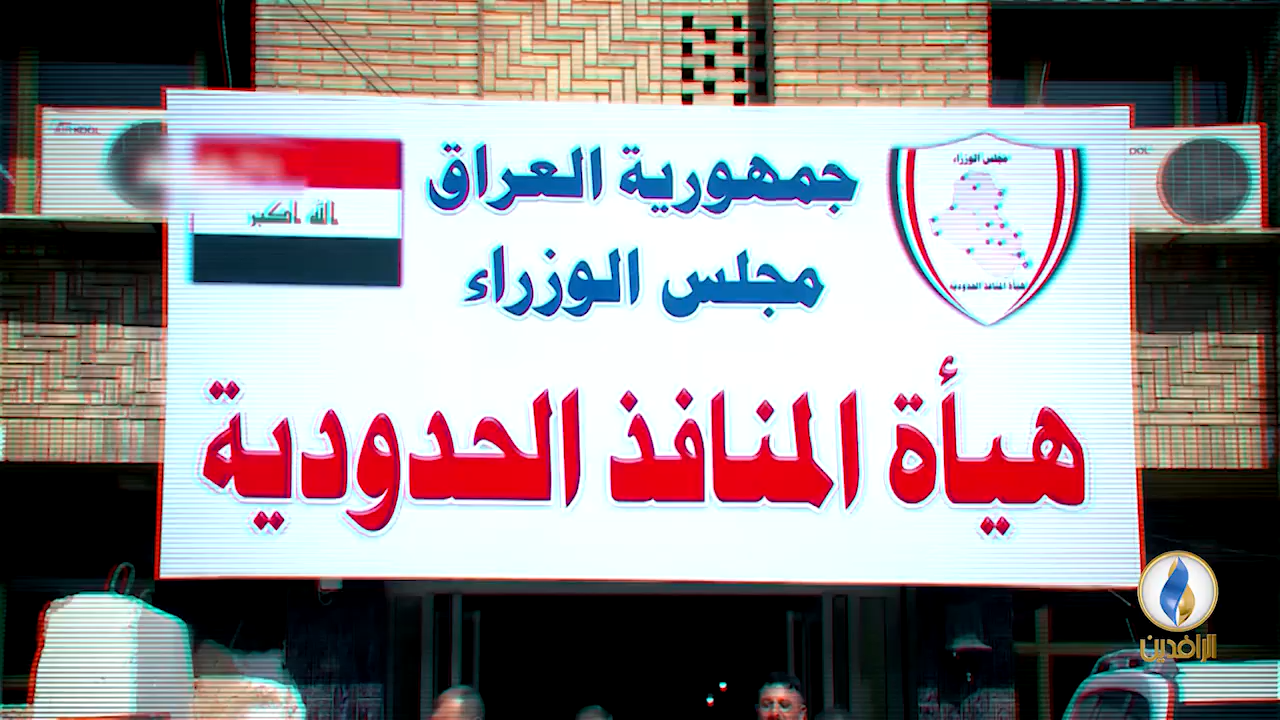 جمهورية العراق
مجلس الوزراء
هيأة المنافذ الحدودية
الله اكبر
مجلس الوزراء
هيأة المنافذ الحدودية
الرافدين